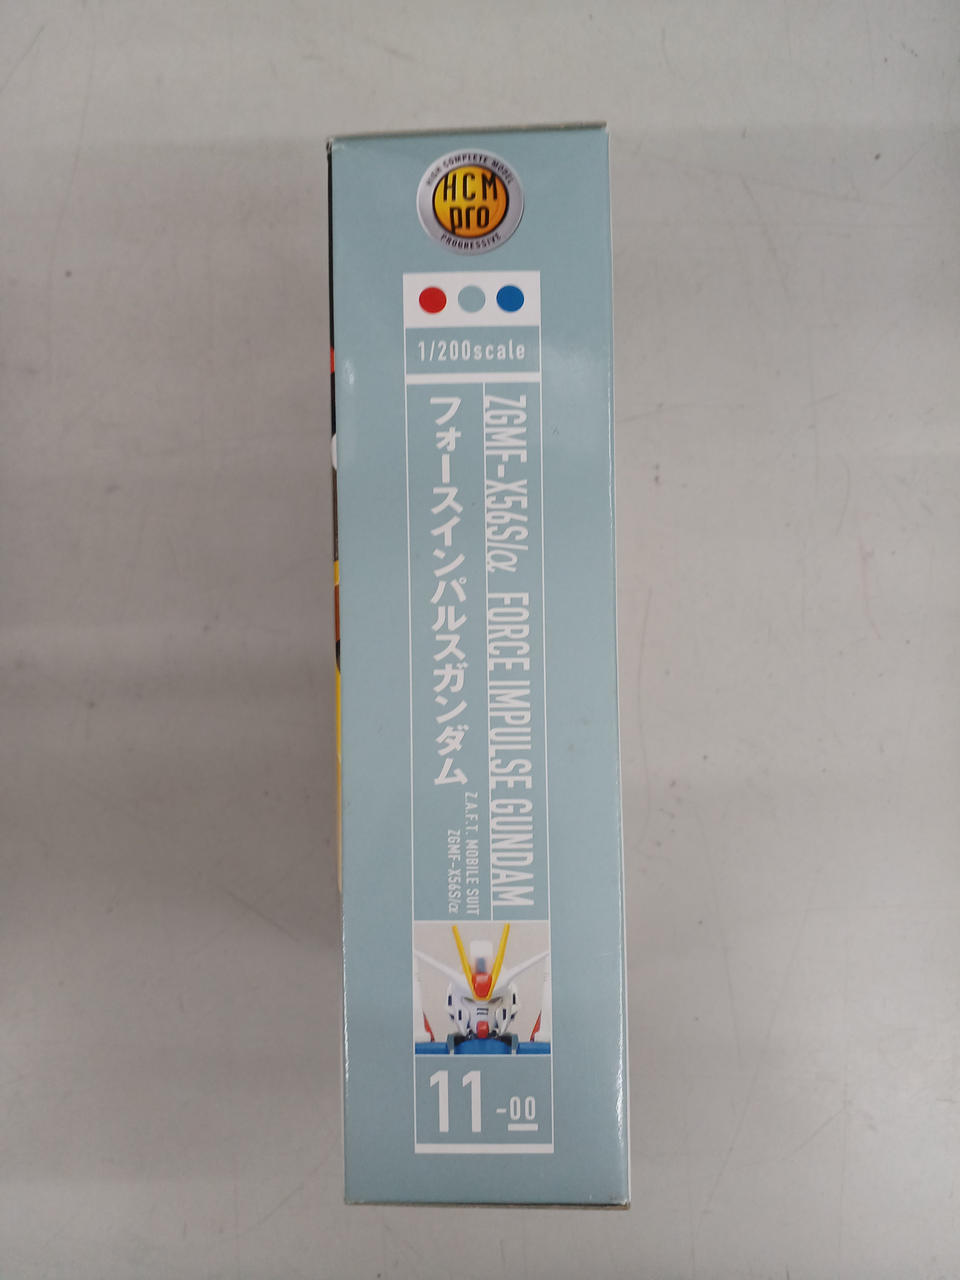 HIGH COMPLETE MODEL
HCM
pro
PROGRESSIVE
1/200scale
ZGMF-X56S/α FORCE IMPULSE GUNDAM
フォースインパルスガンダム
Z.A.F.T. MOBILE SUIT
ZGMF-X56S/α
11-00